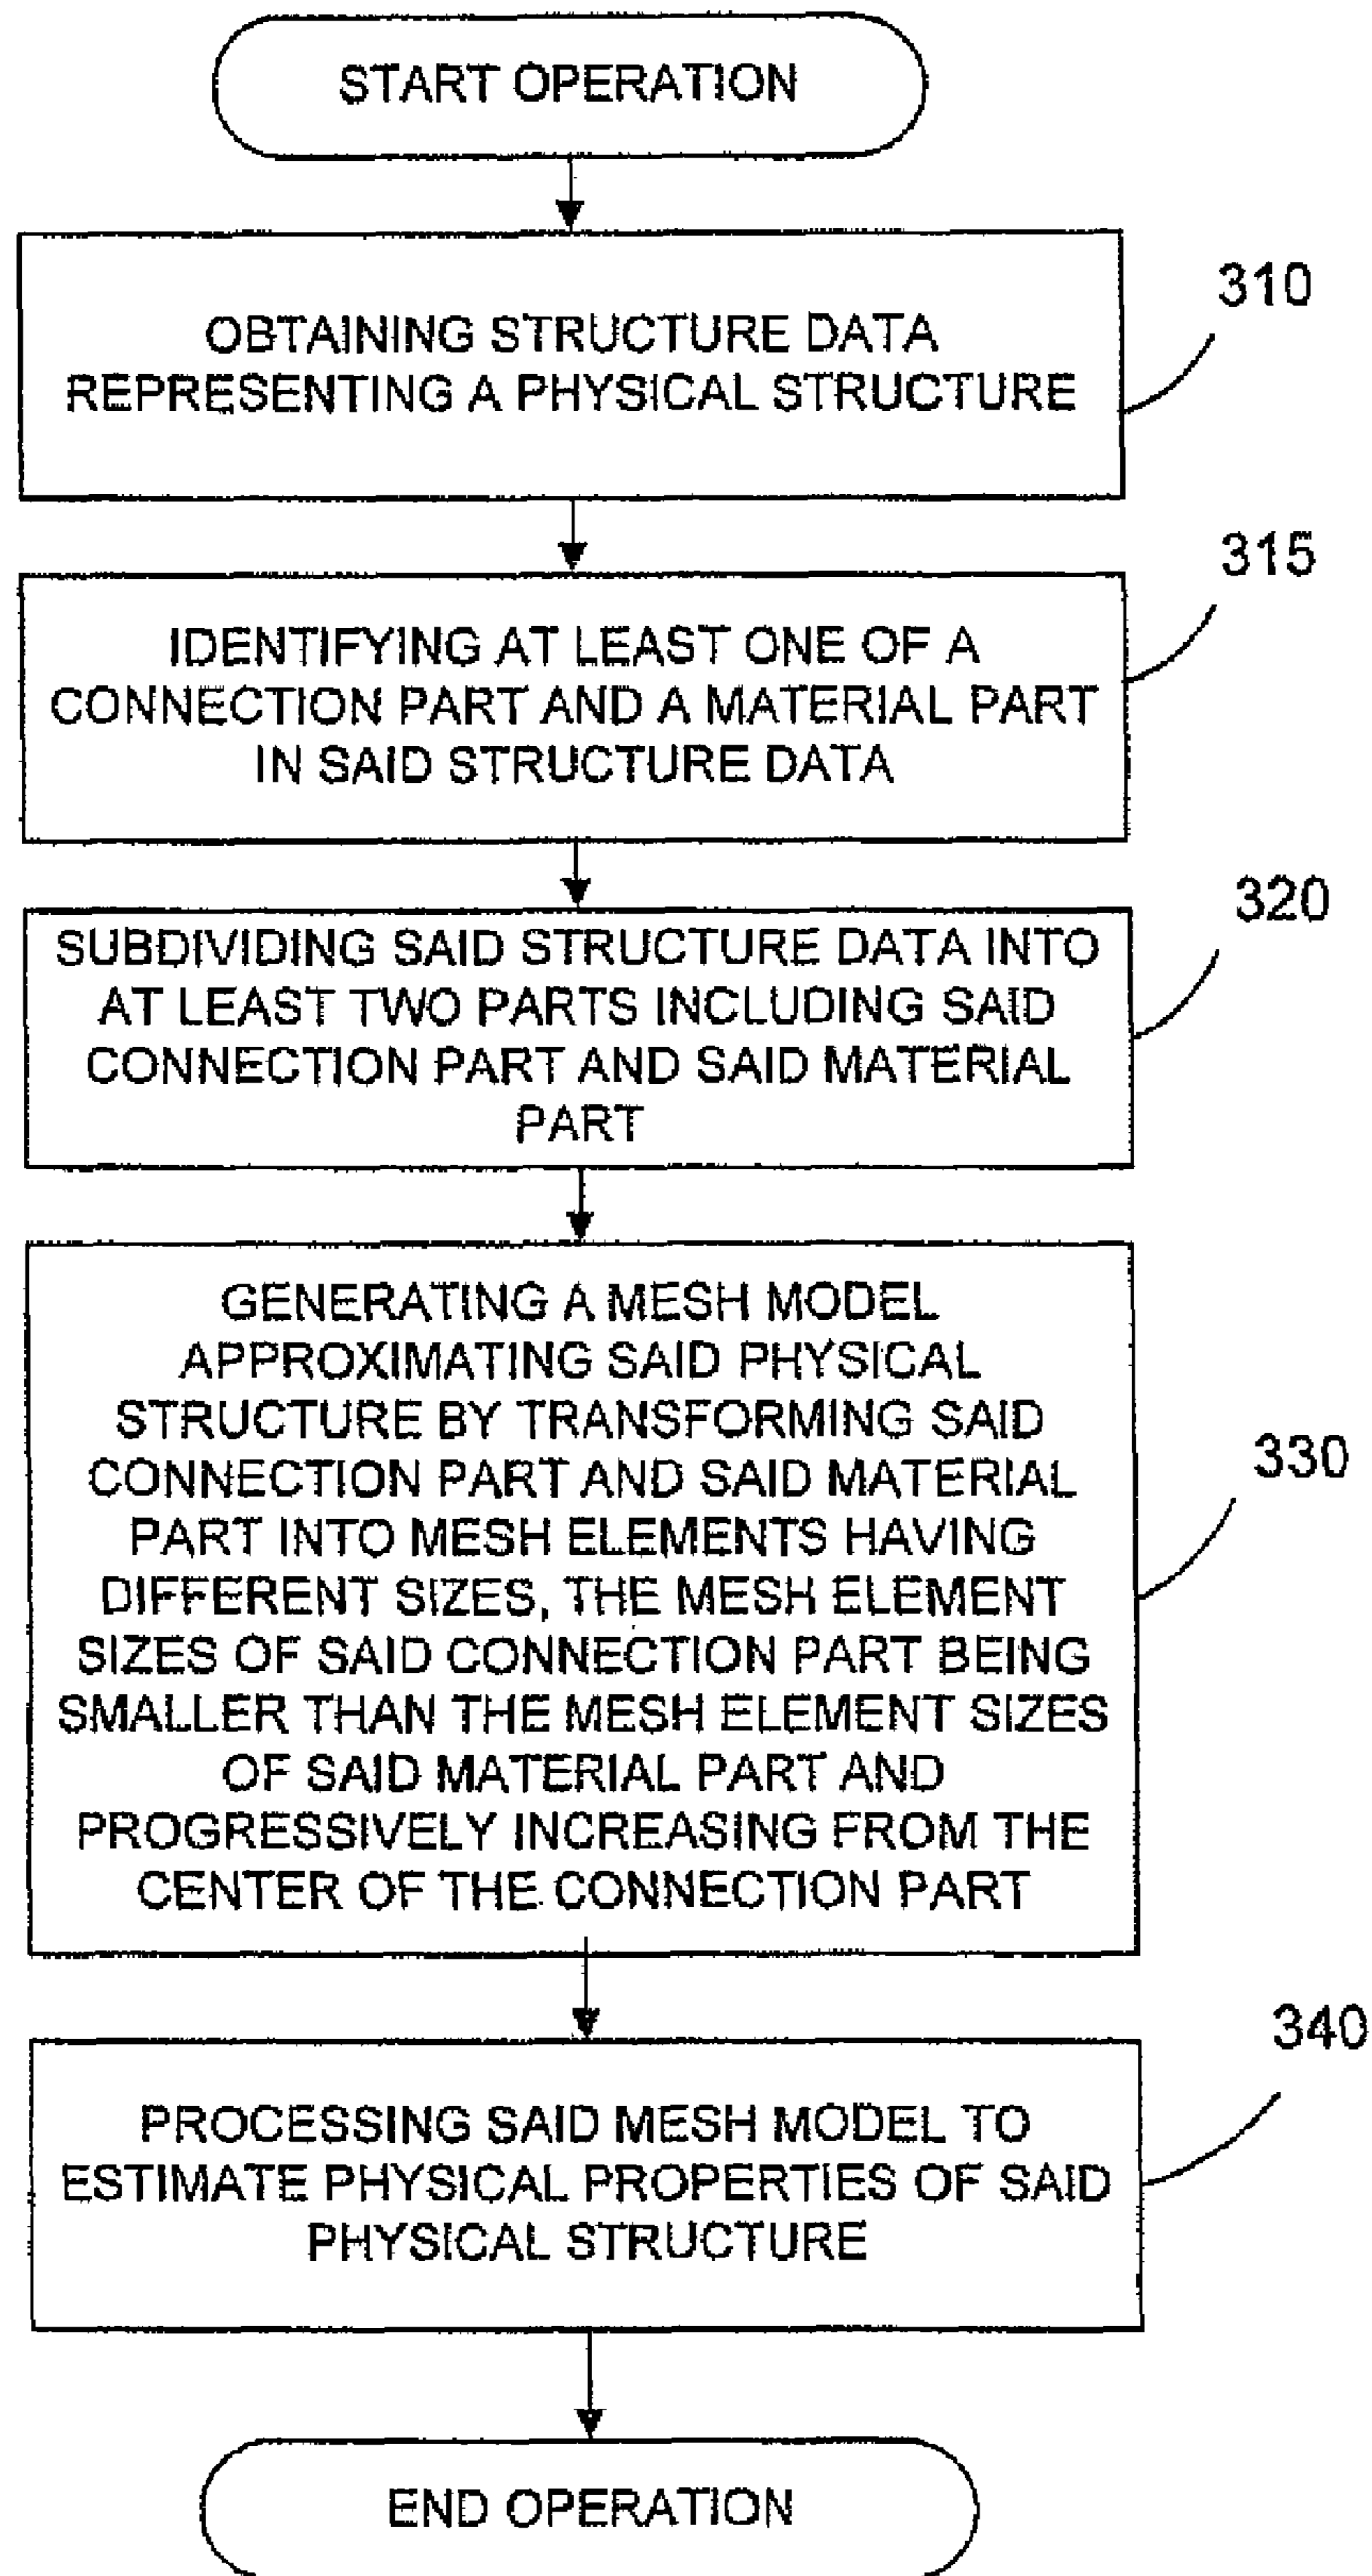 START OPERATION
OBTAINING STRUCTURE DATA
REPRESENTING A PHYSICAL STRUCTURE
310
IDENTIFYING AT LEAST ONE OF A
CONNECTION PART AND A MATERIAL PART
IN SAID STRUCTURE DATA
315
SUBDIVIDING SAID STRUCTURE DATA INTO
AT LEAST TWO PARTS INCLUDING SAID
CONNECTION PART AND SAID MATERIAL
PART
320
GENERATING A MESH MODEL
APPROXIMATING SAID PHYSICAL
STRUCTURE BY TRANSFORMING SAID
CONNECTION PART AND SAID MATERIAL
PART INTO MESH ELEMENTS HAVING
DIFFERENT SIZES, THE MESH ELEMENT
SIZES OF SAID CONNECTION PART BEING
SMALLER THAN THE MESH ELEMENT SIZES
OF SAID MATERIAL PART AND
PROGRESSIVELY INCREASING FROM THE
CENTER OF THE CONNECTION PART
330
PROCESSING SAID MESH MODEL TO
ESTIMATE PHYSICAL PROPERTIES OF SAID
PHYSICAL STRUCTURE
340
END OPERATION